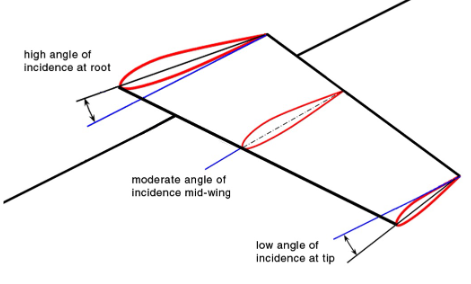 high angle of
incidence at root
moderate angle of
incidence mid-wing
low angle of
incidence at tip